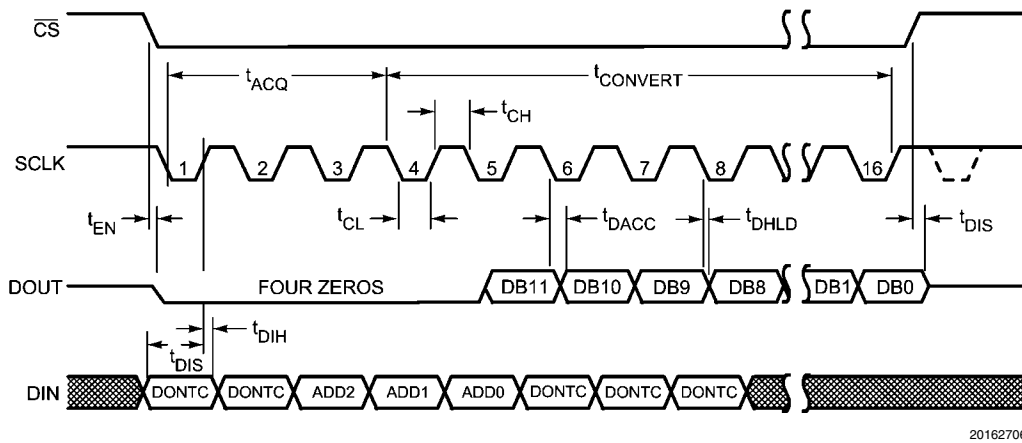 CS
tACQ
tCONVERT
tCH
SCLK
1 2 3 4 5 6 7 8 16
tEN
tCL
tDACC
tDHLD
tDIS
DOUT
FOUR ZEROS
DB11 DB10 DB9 DB8 DB1 DB0
tDIH
tDIS
DIN
DONTC DONTC ADD2 ADD1 ADD0 DONTC DONTC DONTC